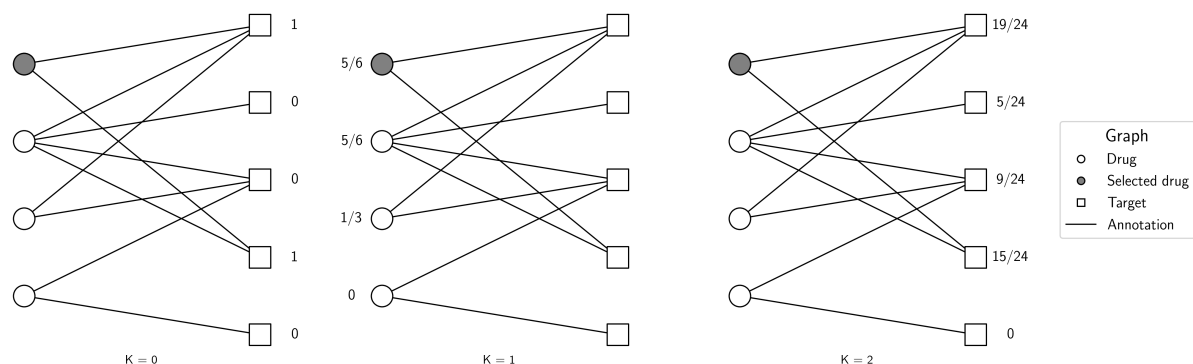 1
0
0
1
0
K = 0
5/6
5/6
1/3
0
K = 1
19/24
5/24
9/24
15/24
0
K = 2
Graph
Drug
Selected drug
Target
Annotation